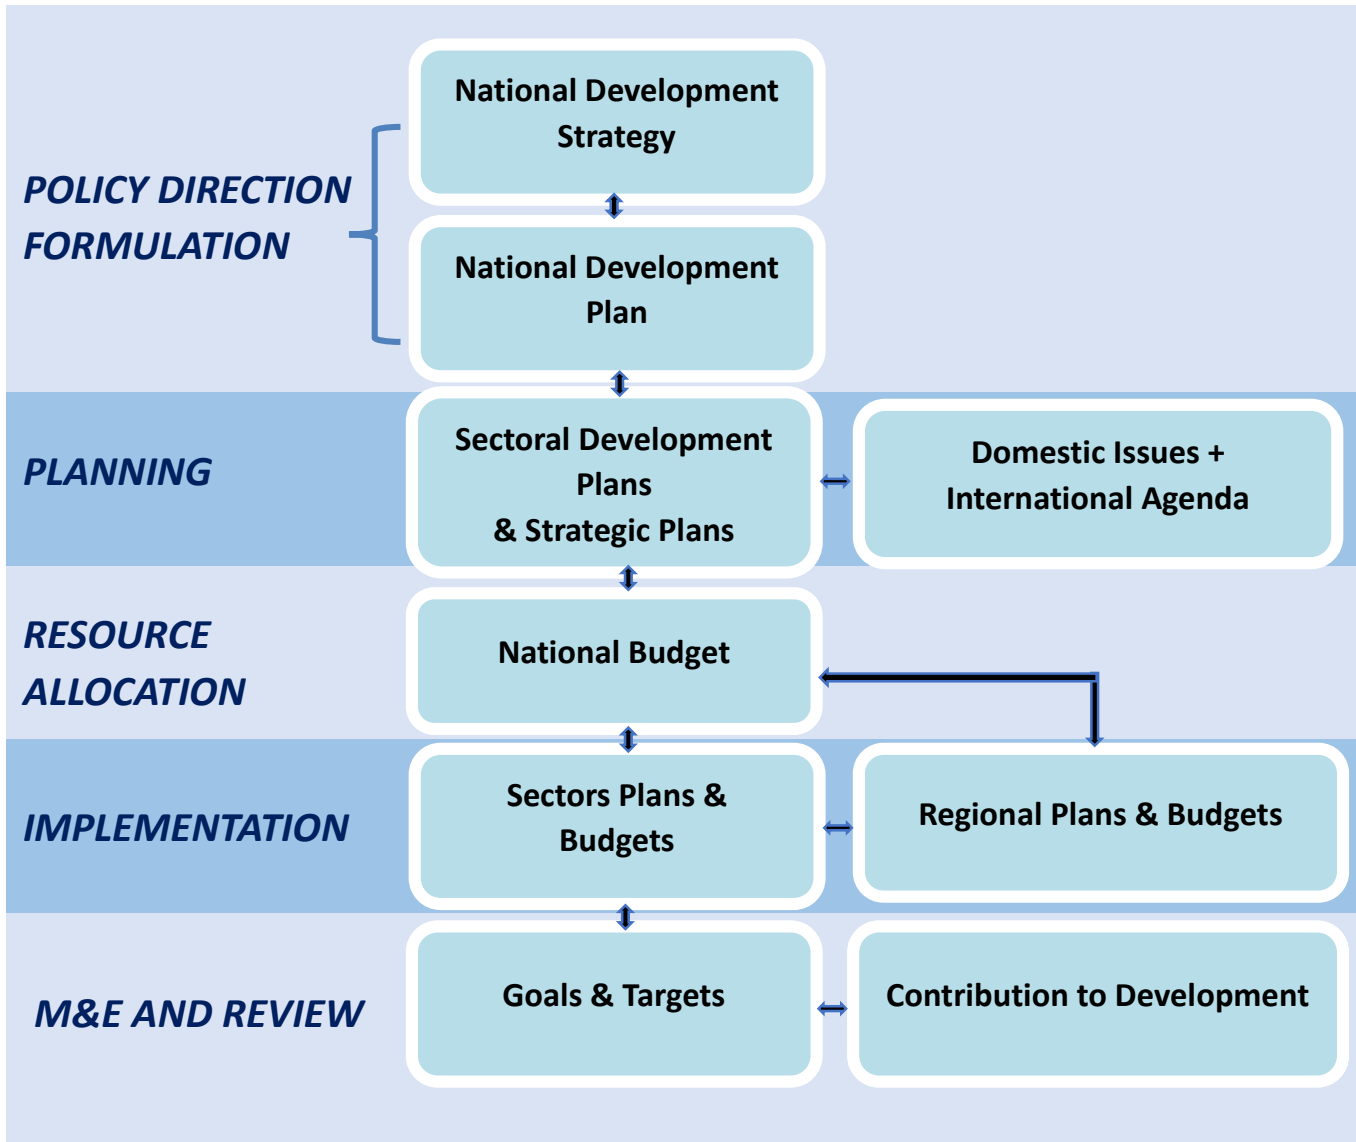 National Development
Strategy
POLICY DIRECTION
FORMULATION
National Development
Plan
PLANNING
Sectoral Development
Plans
& Strategic Plans
Domestic Issues +
International Agenda
RESOURCE
ALLOCATION
National Budget
IMPLEMENTATION
Sectors Plans &
Budgets
Regional Plans & Budgets
M&E AND REVIEW
Goals & Targets
Contribution to Development